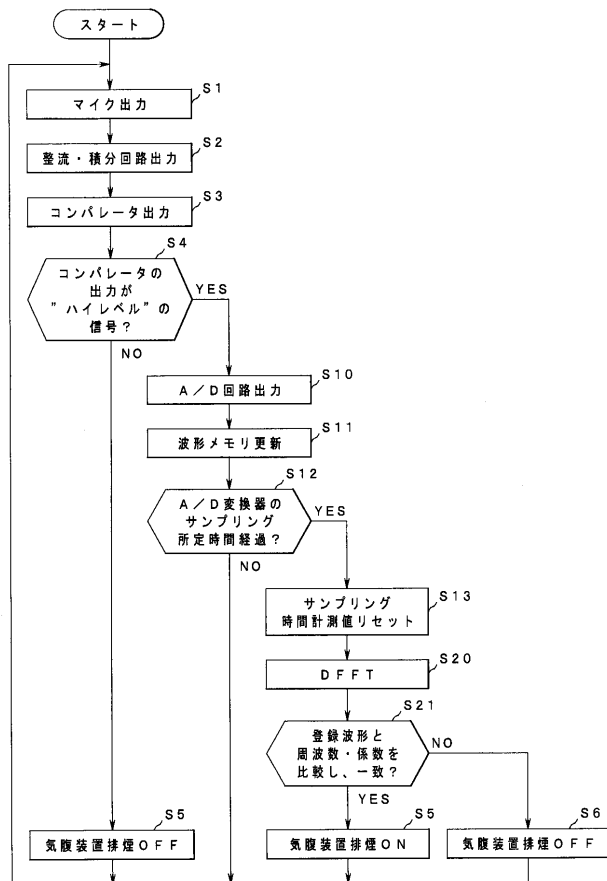 スタート
S1
マイク出力
S2
整流・積分回路出力
S3
コンパレータ出力
S4
コンパレータの
出力が
”ハイレベル”の
信号？
YES
NO
S10
A／D回路出力
S11
波形メモリ更新
S12
A／D変換器の
サンプリング
所定時間経過？
YES
NO
S13
サンプリング
時間計測値リセット
S20
DFFT
S21
登録波形と
周波数・係数を
比較し、一致？
NO
YES
S5
気腹装置排煙OFF
S5
気腹装置排煙ON
S6
気腹装置排煙OFF